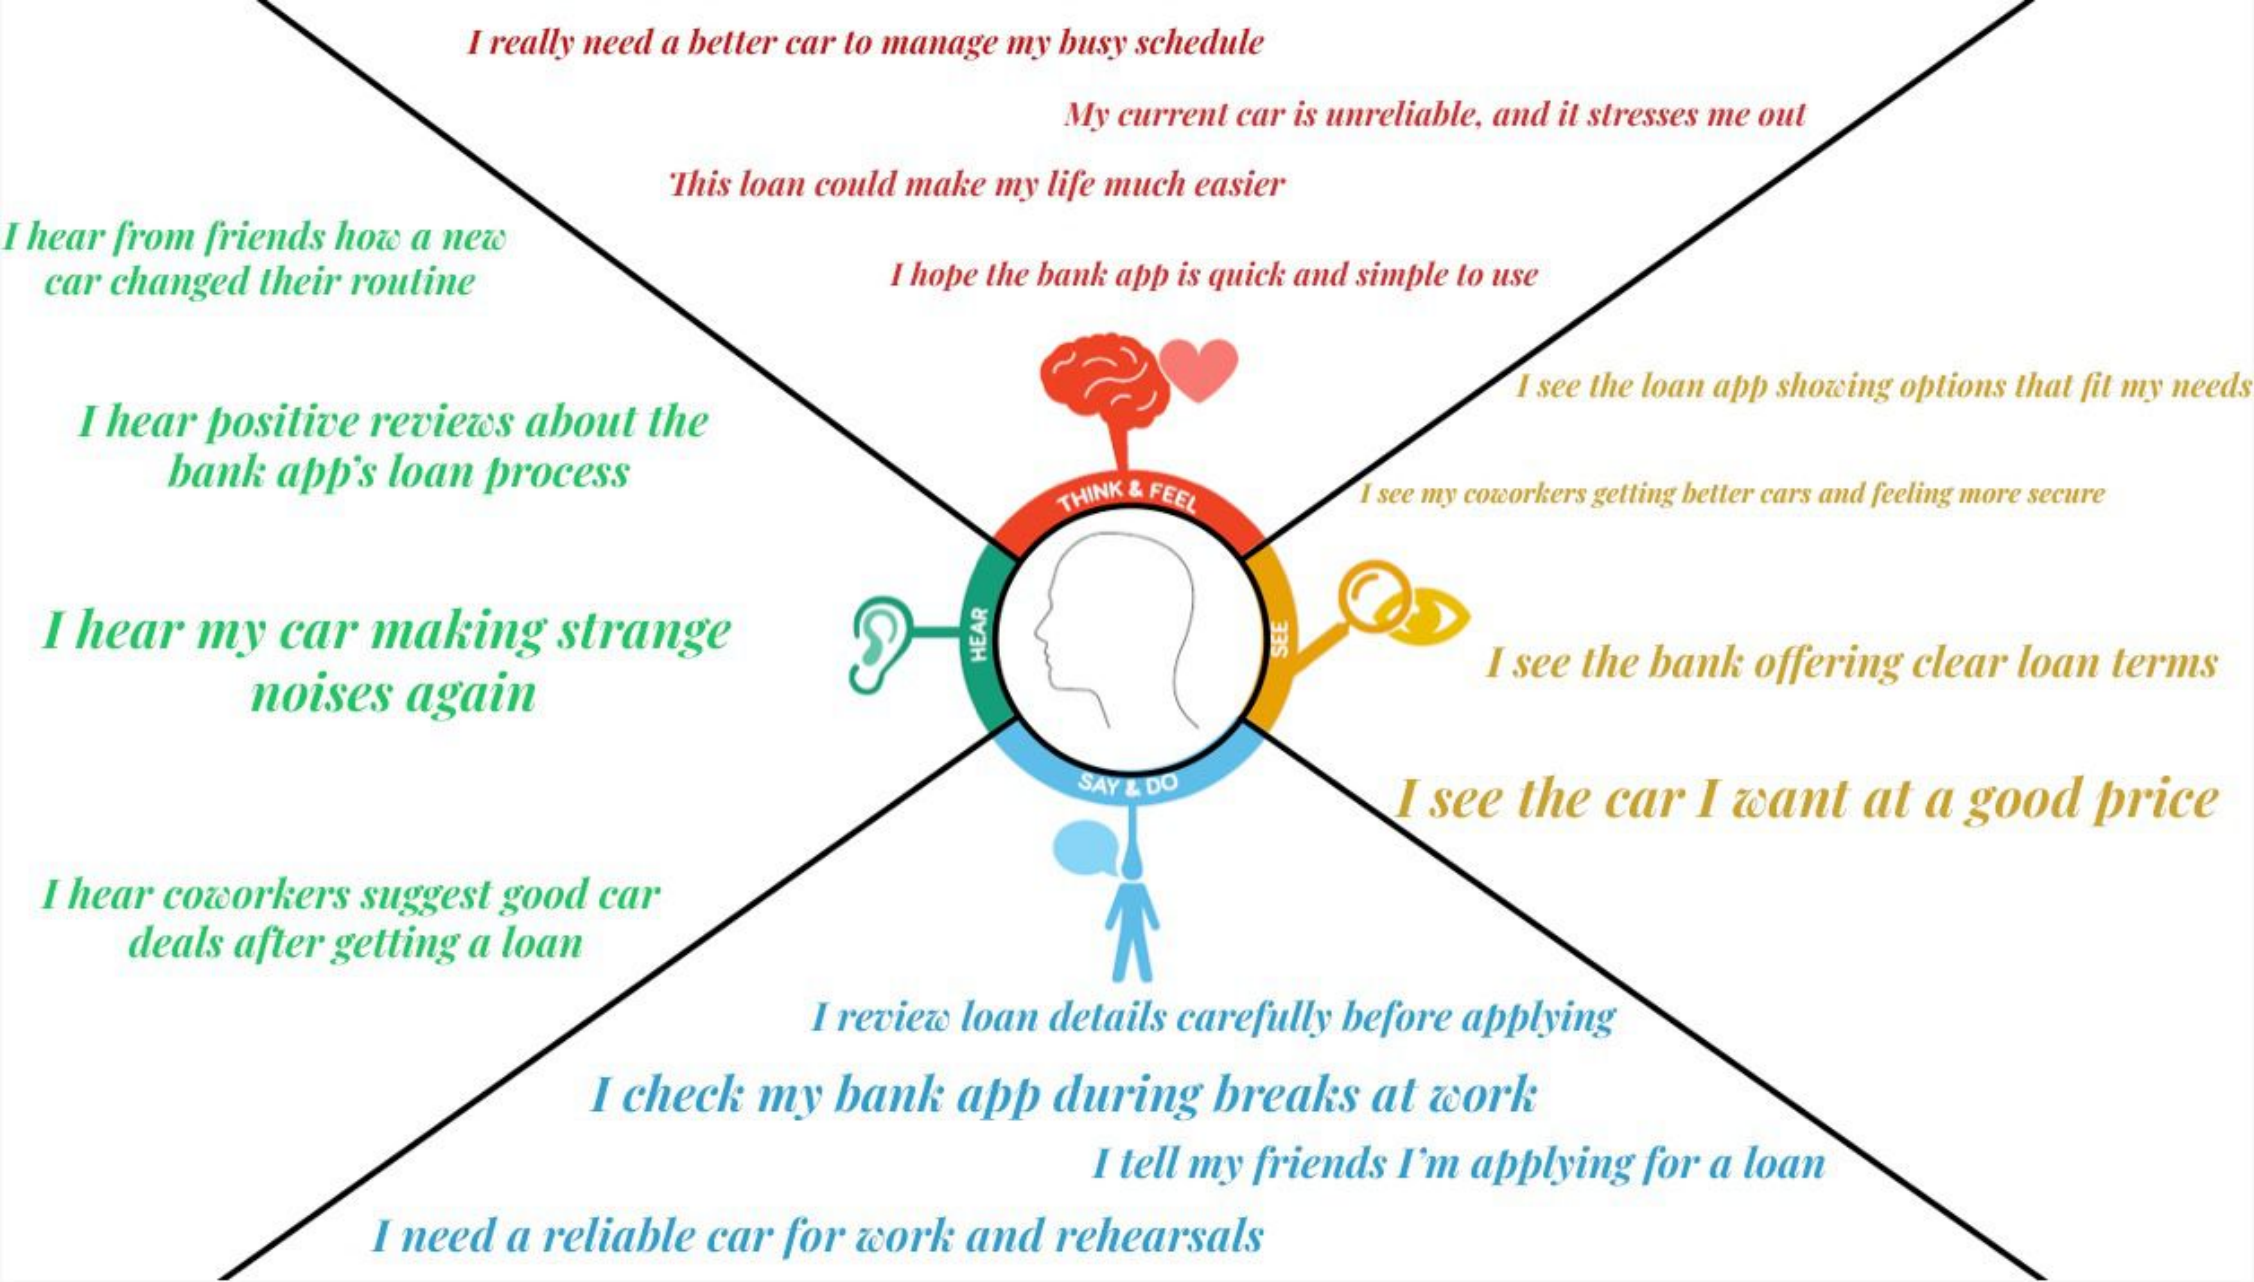 I really need a better car to manage my busy schedule
My current car is unreliable, and it stresses me out
This loan could make my life much easier
I hope the bank app is quick and simple to use
I hear from friends how a new
car changed their routine
I hear positive reviews about the
bank app's loan process
I hear my car making strange
noises again
I hear coworkers suggest good car
deals after getting a loan
THINK & FEEL
HEAR
SEE
SAY & DO
I see the loan app showing options that fit my needs
I see my coworkers getting better cars and feeling more secure
I see the bank offering clear loan terms
I see the car I want at a good price
I review loan details carefully before applying
I check my bank app during breaks at work
I tell my friends I'm applying for a loan
I need a reliable car for work and rehearsals